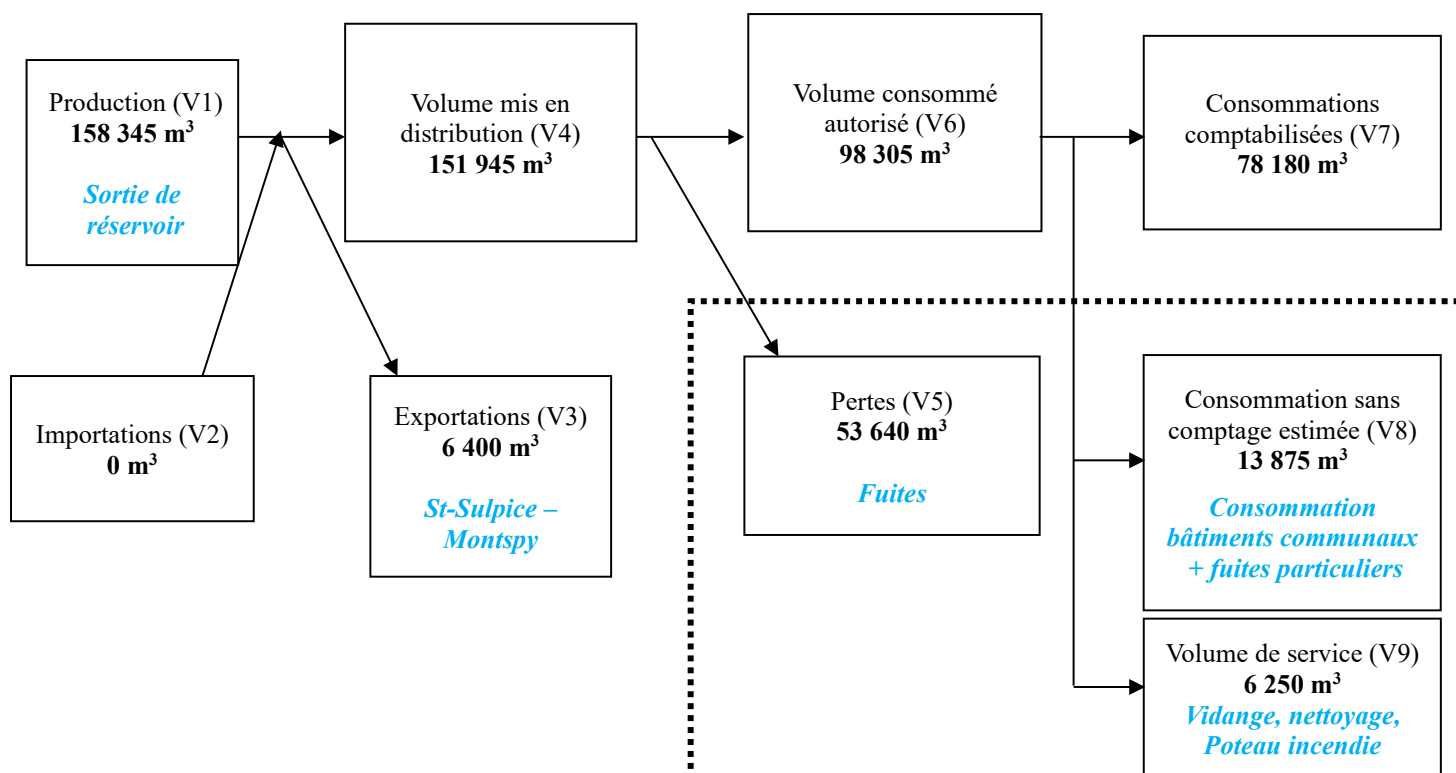 Production (V1)
158 345 m³
Sortie de
réservoir
Volume mis en
distribution (V4)
151 945 m³
Volume consommé
autorisé (V6)
98 305 m³
Consommations
comptabilisées (V7)
78 180 m³
Importations (V2)
0 m³
Exportations (V3)
6 400 m³
St-Sulpice –
Montspy
Pertes (V5)
53 640 m³
Fuites
Consommation sans
comptage estimée (V8)
13 875 m³
Consommation
bâtiments communaux
+ fuites particuliers
Volume de service (V9)
6 250 m³
Vidange, nettoyage,
Poteau incendie